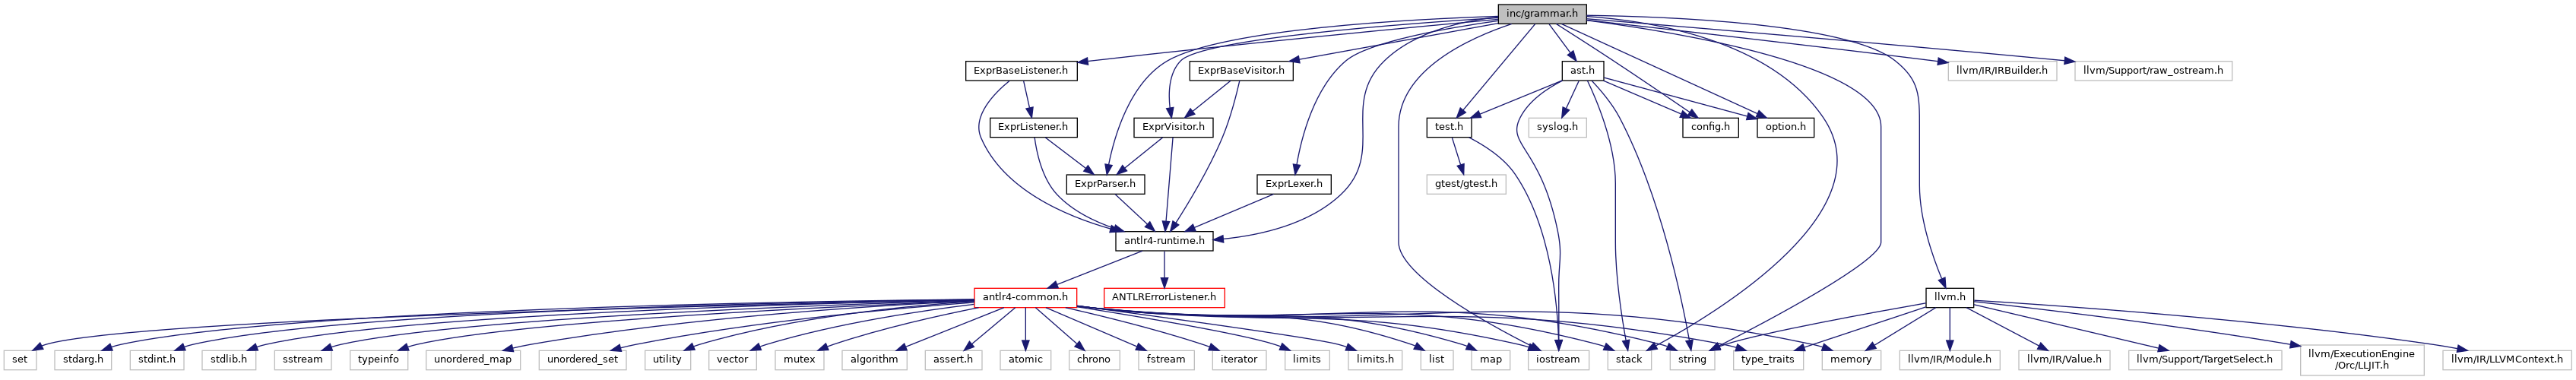 inc/grammar.h
ExprBaseListener.h
ExprBaseVisitor.h
ast.h
llvm/IR/IRBuilder.h
llvm/Support/raw_ostream.h
ExprListener.h
ExprVisitor.h
test.h
syslog.h
config.h
option.h
ExprParser.h
ExprLexer.h
gtest/gtest.h
antlr4-runtime.h
antlr4-common.h
ANTLRErrorListener.h
llvm.h
set
stdarg.h
stdint.h
stdlib.h
sstream
typeinfo
unordered_map
unordered_set
utility
vector
mutex
algorithm
assert.h
atomic
chrono
fstream
iterator
limits
limits.h
list
map
iostream
stack
string
type_traits
memory
llvm/IR/Module.h
llvm/IR/Value.h
llvm/Support/TargetSelect.h
llvm/ExecutionEngine
/Orc/LLJIT.h
llvm/IR/LLVMContext.h